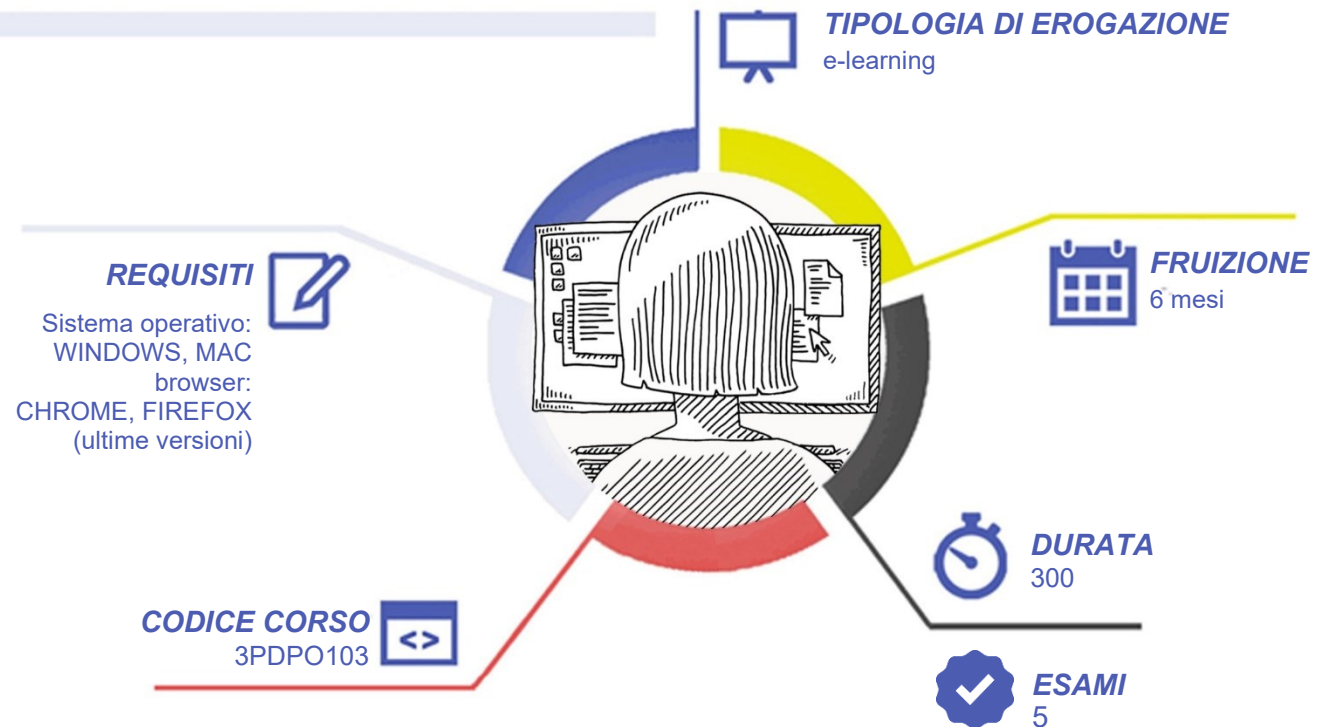 TIPOLOGIA DI EROGAZIONE
e-learning
FRUIZIONE
6 mesi
REQUISITI
Sistema operativo:
WINDOWS, MAC
browser:
CHROME, FIREFOX
(ultime versioni)
DURATA
300
CODICE CORSO
3PDPO103
<>
ESAMI
5